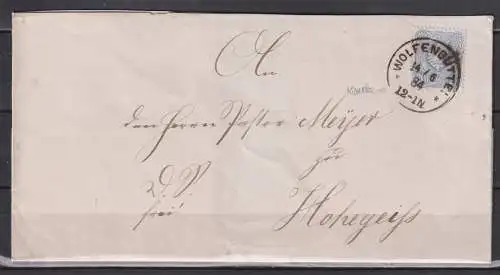 An
WOLFENBÜTTEL
14/6
84
12-1N
den Herrn Pastor Meyer
zu
Hohegeiss
D. S.
frei